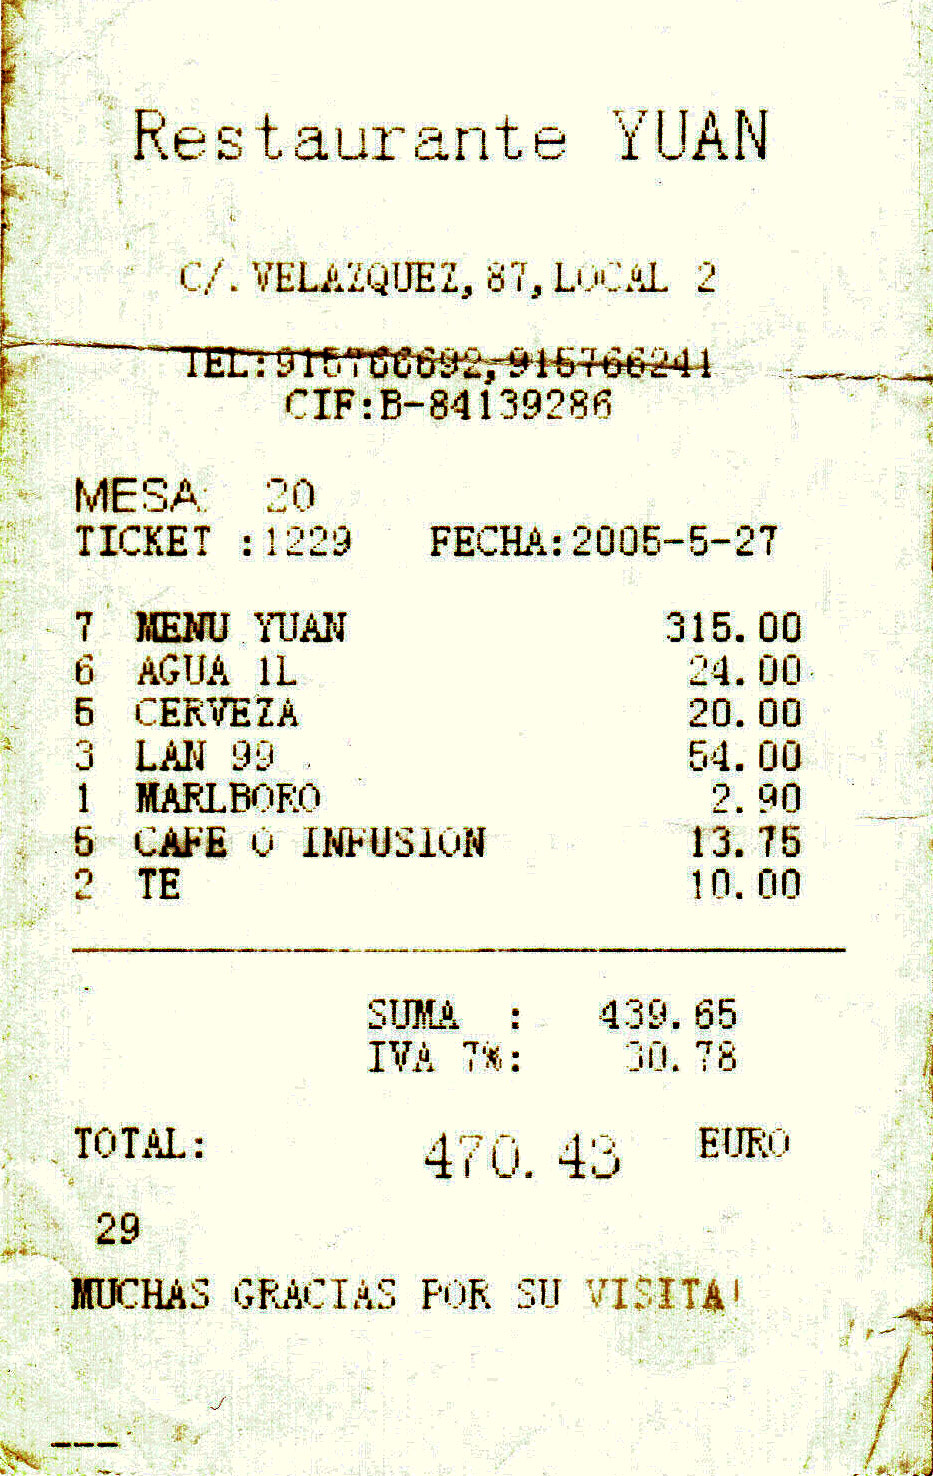 Restaurante YUAN
C/. VELAZQUEZ, 87, LOCAL 2
TEL:915766692, 915766241
CIF:B-84139286
MESA: 20
TICKET :1229 FECHA:2005-5-27
7 MENU YUAN 315.00
6 AGUA 1L 24.00
5 CERVEZA 20.00
3 LAN 99 54.00
1 MARLBORO 2.90
5 CAFE O INFUSION 13.75
2 TE 10.00
SUMA : 439.65
IVA 7%: 30.78
TOTAL: 470.43 EURO
29
MUCHAS GRACIAS POR SU VISITA!